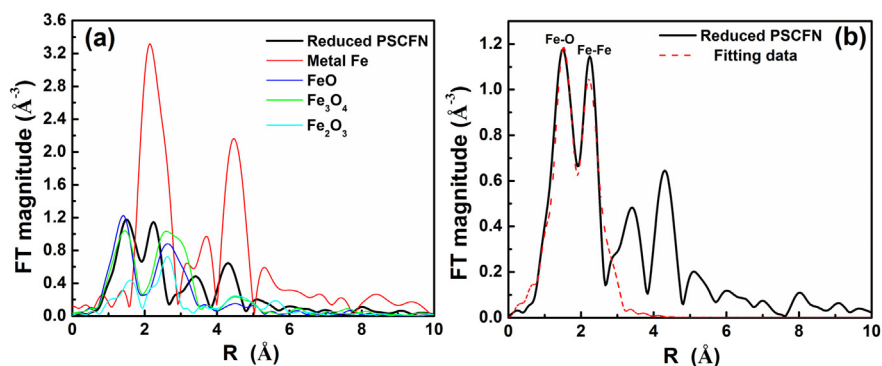 (a)
Reduced PSCFN
Metal Fe
FeO
Fe₃O₄
Fe₂O₃
FT magnitude (Å⁻³)
3.6
3.2
2.8
2.4
2.0
1.6
1.2
0.8
0.4
0.0
0 2 4 6 8 10
R (Å)
(b)
Fe-O Fe-Fe
Reduced PSCFN
Fitting data
FT magnitude (Å⁻³)
1.2
1.0
0.8
0.6
0.4
0.2
0.0
0 2 4 6 8 10
R (Å)